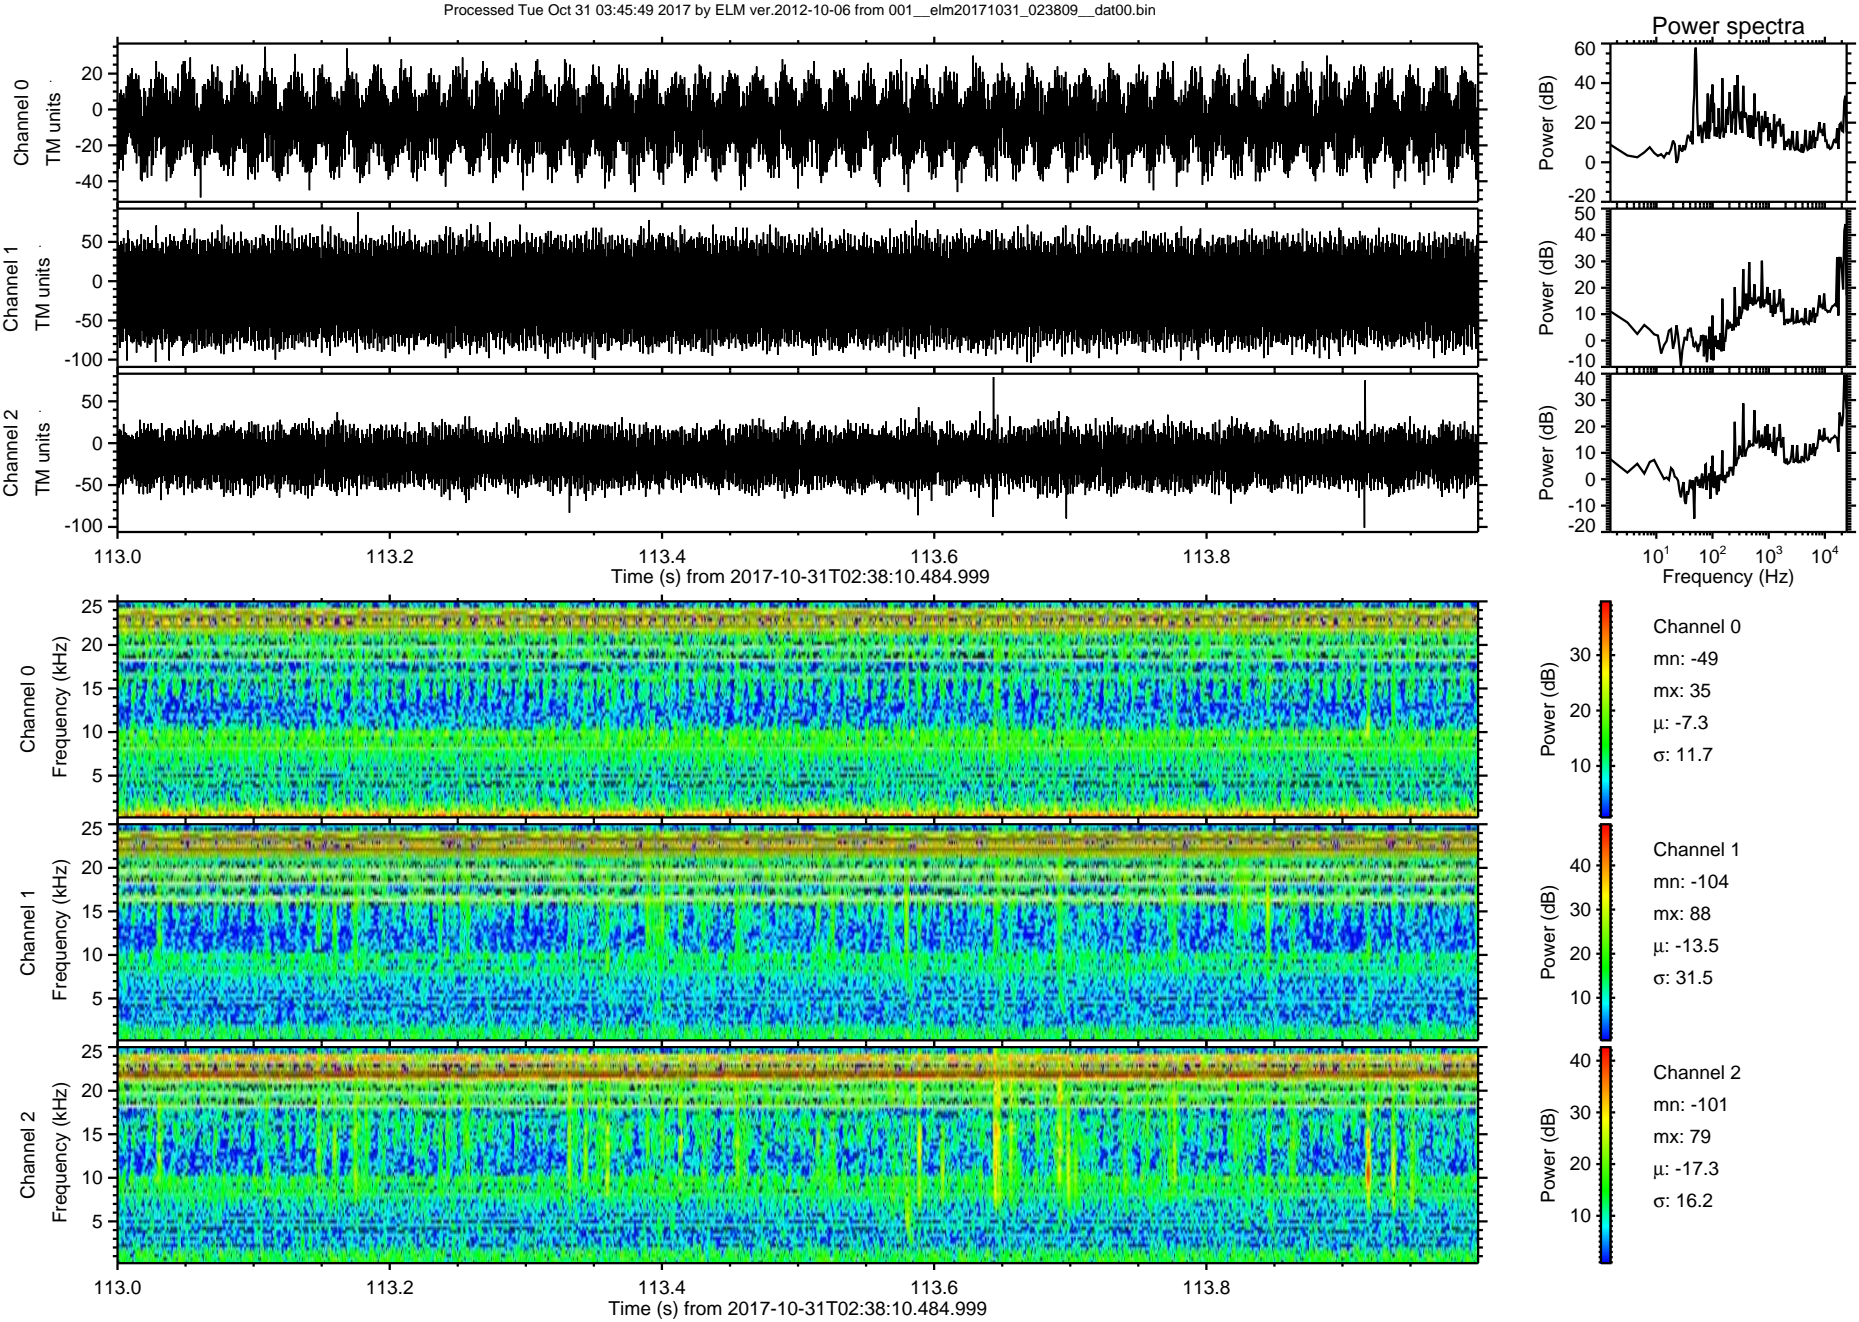 Processed Tue Oct 31 03:45:49 2017 by ELM ver.2012-10-06 from 001__elm20171031_023809__dat00.bin
Power spectra
Channel 0
TM units
20
0
-20
-40
Power (dB)
60
40
20
0
-20
Channel 1
TM units
50
0
-50
-100
Power (dB)
50
40
30
20
10
0
-10
Channel 2
TM units
50
0
-50
-100
Power (dB)
40
30
20
10
0
-10
-20
113.0 113.2 113.4 113.6 113.8
Time (s) from 2017-10-31T02:38:10.484.999
10¹ 10² 10³ 10⁴
Frequency (Hz)
Channel 0
Frequency (kHz)
25
20
15
10
5
Power (dB)
30
20
10
Channel 0
mn: -49
mx: 35
μ: -7.3
σ: 11.7
Channel 1
Frequency (kHz)
25
20
15
10
5
Power (dB)
40
30
20
10
Channel 1
mn: -104
mx: 88
μ: -13.5
σ: 31.5
Channel 2
Frequency (kHz)
25
20
15
10
5
Power (dB)
40
30
20
10
Channel 2
mn: -101
mx: 79
μ: -17.3
σ: 16.2
113.0 113.2 113.4 113.6 113.8
Time (s) from 2017-10-31T02:38:10.484.999